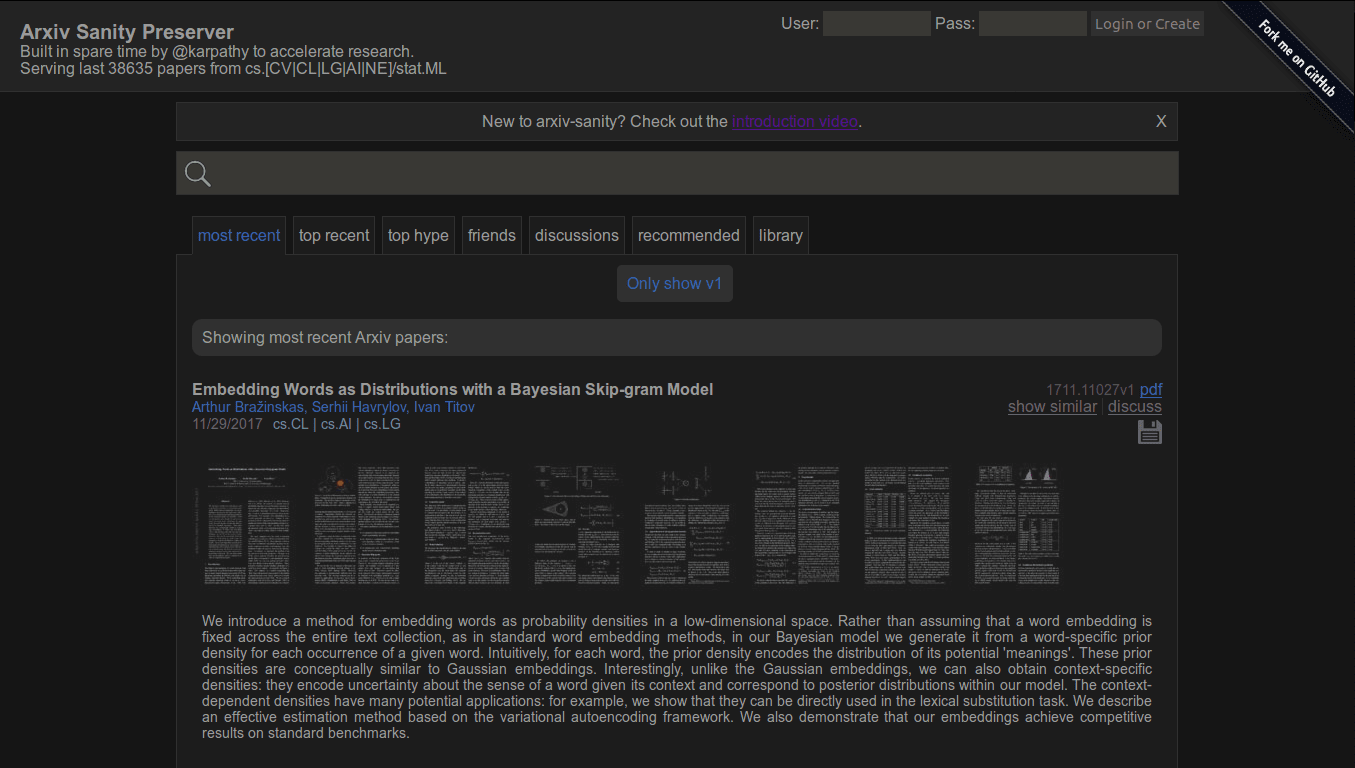 Arxiv Sanity Preserver
Built in spare time by @karpathy to accelerate research.
Serving last 38635 papers from cs.[CV|CL|LG|AI|NE]/stat.ML
User: Pass: Login or Create
Fork me on GitHub
New to arxiv-sanity? Check out the introduction video. X
most recent top recent top hype friends discussions recommended library
Only show v1
Showing most recent Arxiv papers:
Embedding Words as Distributions with a Bayesian Skip-gram Model
Arthur Bražinskas, Serhii Havrylov, Ivan Titov
11/29/2017 cs.CL | cs.AI | cs.LG
1711.11027v1 pdf
show similar | discuss
We introduce a method for embedding words as probability densities in a low-dimensional space. Rather than assuming that a word embedding is
fixed across the entire text collection, as in standard word embedding methods, in our Bayesian model we generate it from a word-specific prior
density for each occurrence of a given word. Intuitively, for each word, the prior density encodes the distribution of its potential 'meanings'. These prior
densities are conceptually similar to Gaussian embeddings. Interestingly, unlike the Gaussian embeddings, we can also obtain context-specific
densities: they encode uncertainty about the sense of a word given its context and correspond to posterior distributions within our model. The context-
dependent densities have many potential applications: for example, we show that they can be directly used in the lexical substitution task. We describe
an effective estimation method based on the variational autoencoding framework. We also demonstrate that our embeddings achieve competitive
results on standard benchmarks.